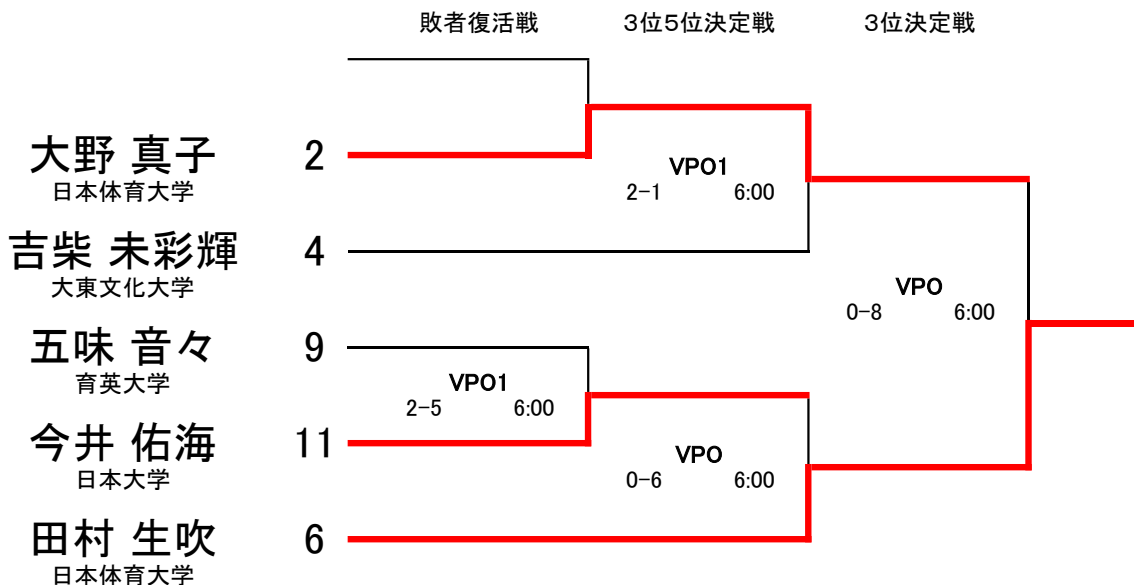 敗者復活戦 3位5位決定戦 3位決定戦
大野 真子 2
日本体育大学
VPO1
2-1 6:00
吉柴 未彩輝 4
大東文化大学
VPO
0-8 6:00
五味 音々 9
育英大学
VPO1
2-5 6:00
今井 佑海 11
日本大学
VPO
0-6 6:00
田村 生吹 6
日本体育大学